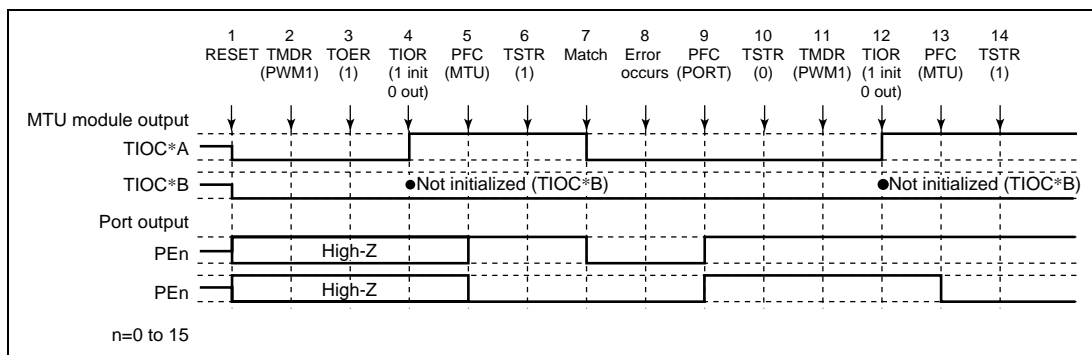 1 2 3 4 5 6 7 8 9 10 11 12 13 14
RESET TMDR TOER TIOR PFC TSTR Match Error PFC TSTR TMDR TIOR PFC TSTR
(PWM1) (1) (1 init (MTU) (1) occurs (PORT) (0) (PWM1) (1 init (MTU) (1)
0 out) 0 out)
MTU module output
TIOC*A
TIOC*B ●Not initialized (TIOC*B) ●Not initialized (TIOC*B)
Port output
PEn High-Z
PEn High-Z
n=0 to 15